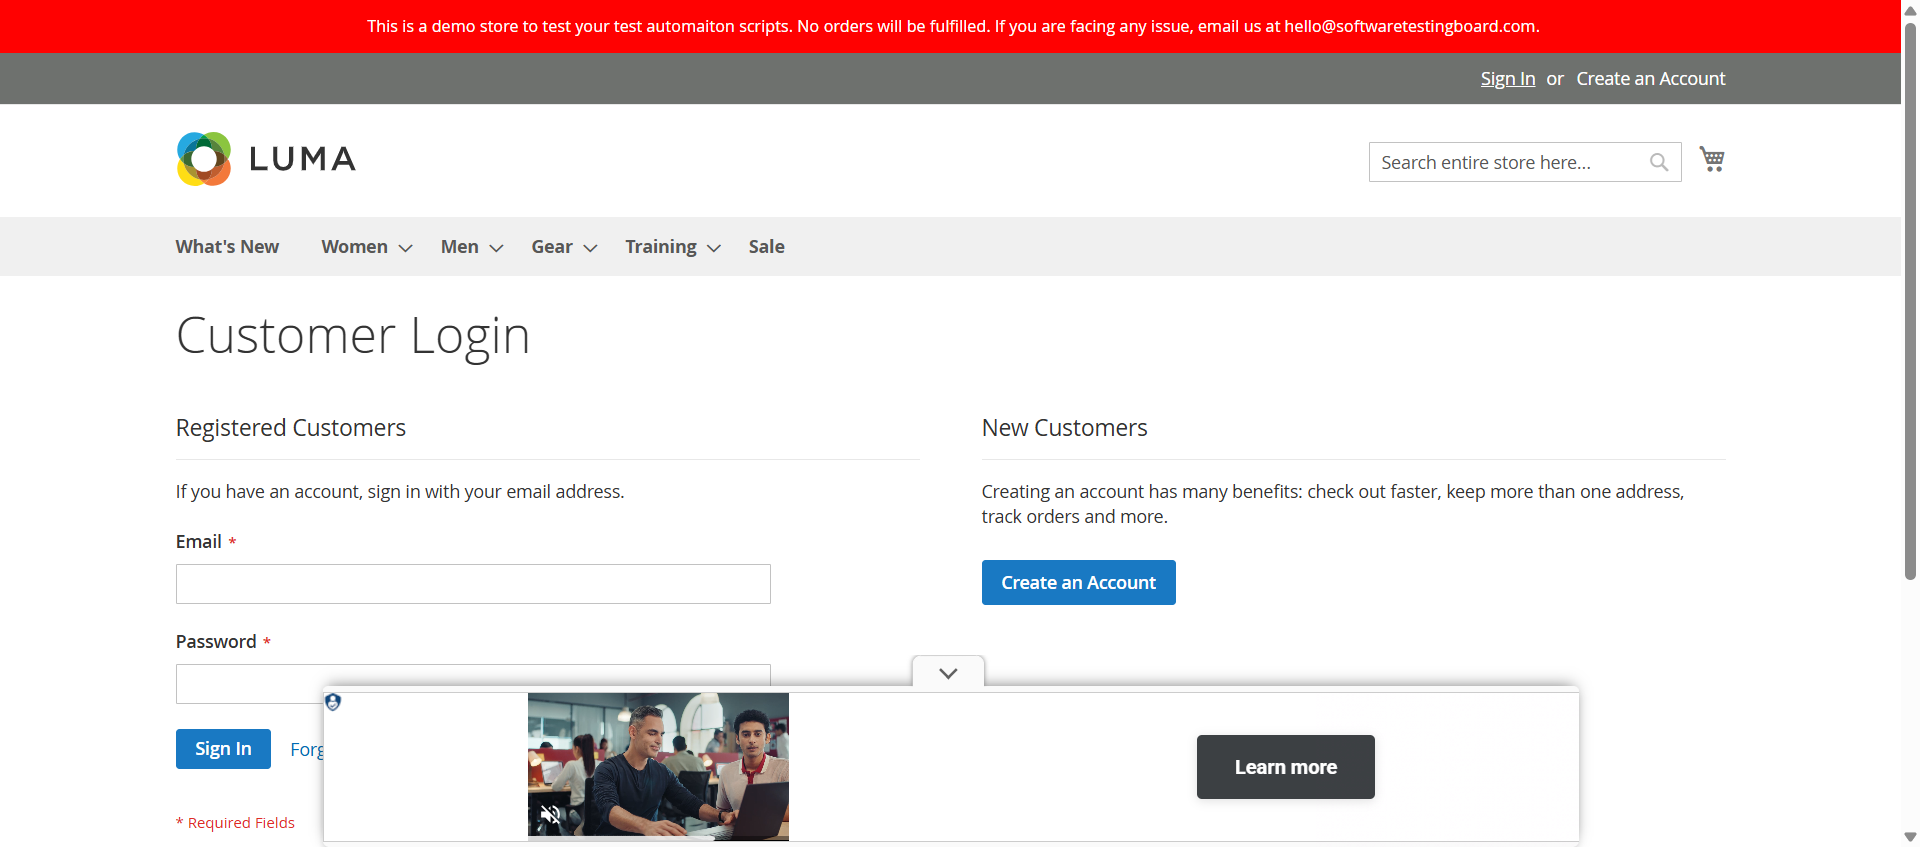 This is a demo store to test your test automaiton scripts. No orders will be fulfilled. If you are facing any issue, email us at hello@softwaretestingboard.com.
Sign In or Create an Account
LUMA
Search entire store here...
What's New Women Men Gear Training Sale
Customer Login
Registered Customers
If you have an account, sign in with your email address.
Email *
Password *
Sign In Forg
* Required Fields
New Customers
Creating an account has many benefits: check out faster, keep more than one address,
track orders and more.
Create an Account
Learn more